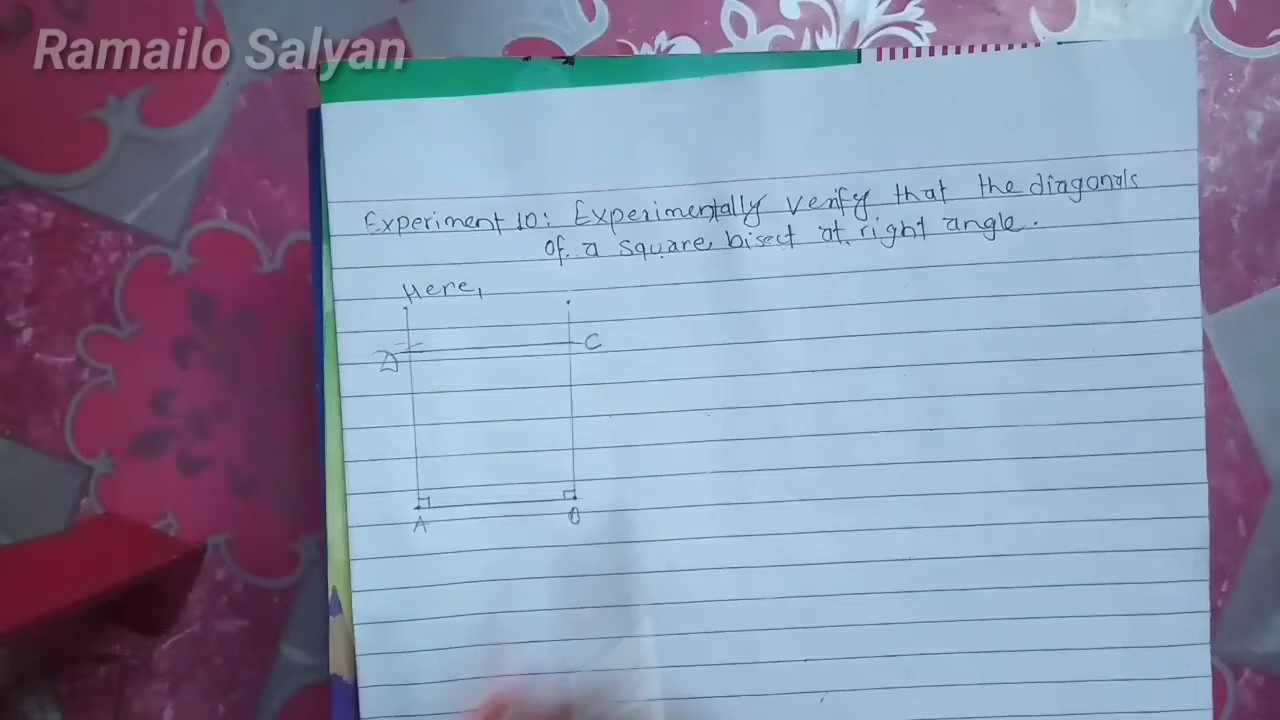 Ramailo Salyan
Experiment 10: Experimentally verify that the diagonals
of a square bisect at right angle.
Here,
D C
A B